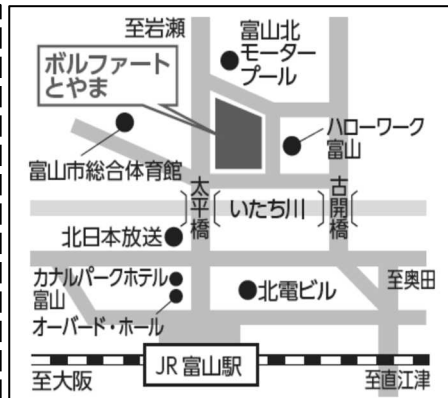 至岩瀬
富山北
モーター
プール
ボルファート
とやま
ハローワーク
富山
富山市総合体育館
太平橋
いたち川
古開橋
北日本放送
カナルパークホテル
富山
オーバード・ホール
北電ビル
至奥田
JR富山駅
至大阪
至直江津